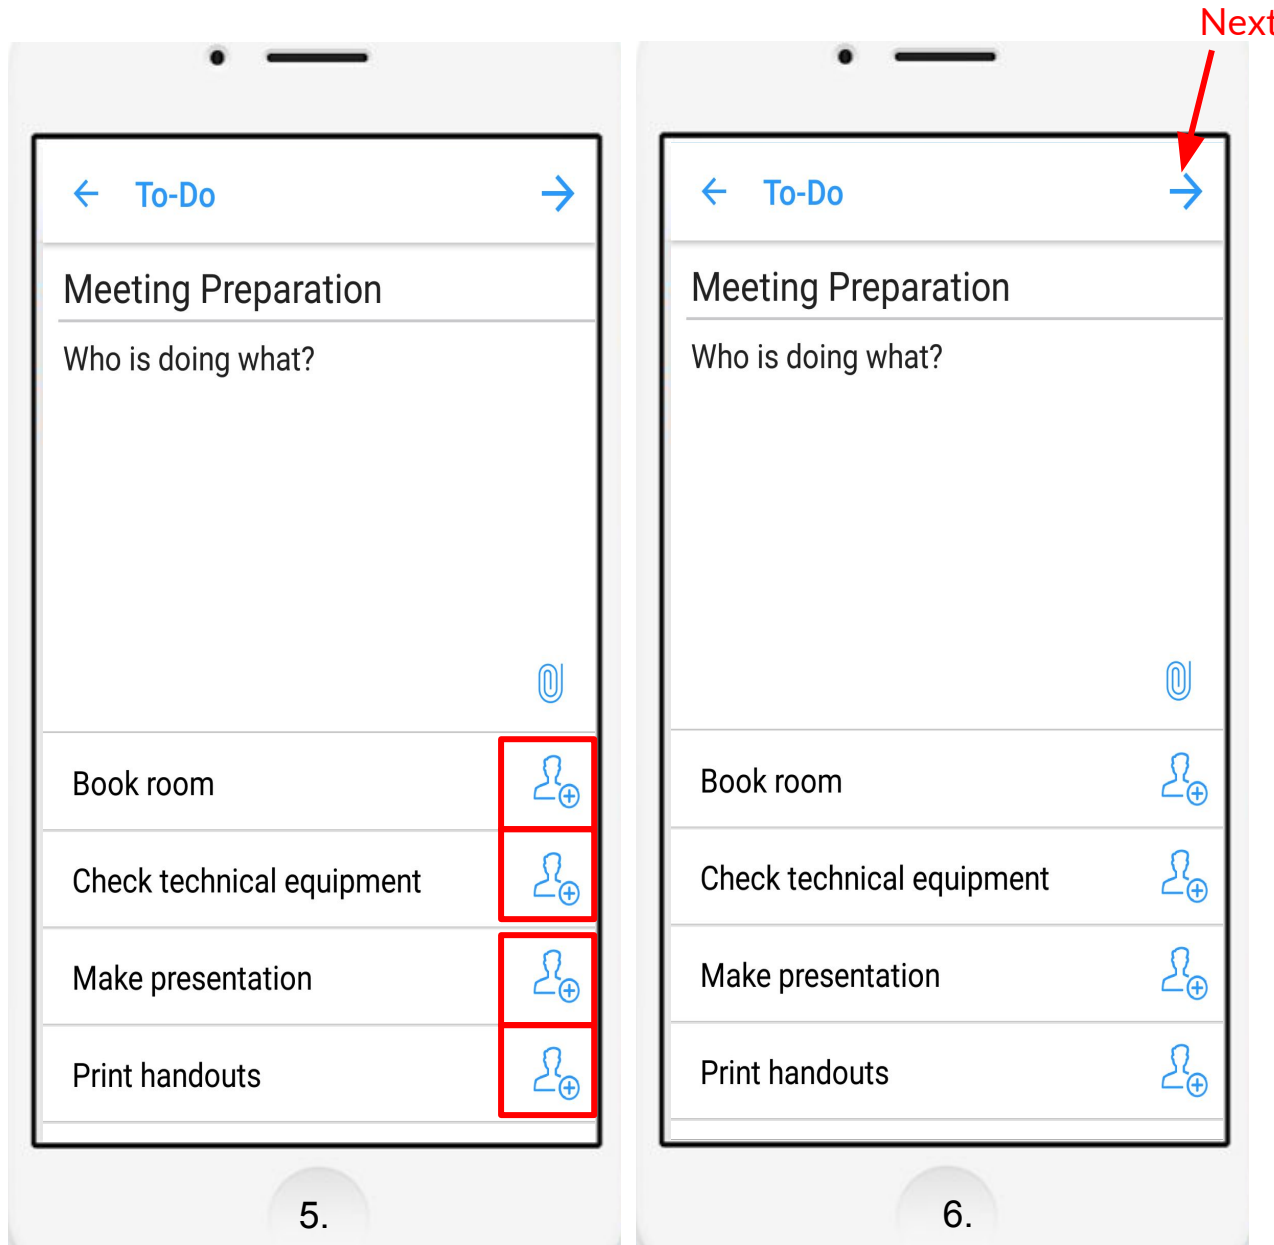 Next
To-Do
Meeting Preparation
Who is doing what?
Book room
Check technical equipment
Make presentation
Print handouts
5.
To-Do
Meeting Preparation
Who is doing what?
Book room
Check technical equipment
Make presentation
Print handouts
6.